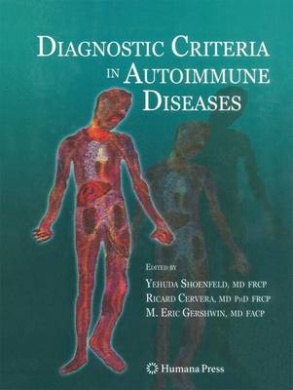 DIAGNOSTIC CRITERIA
IN AUTOIMMUNE
DISEASES
EDITED BY
YEHUDA SHOENFELD, MD FRCP
RICARD CERVERA, MD PhD FRCP
M. ERIC GERSHWIN, MD FACP
Humana Press